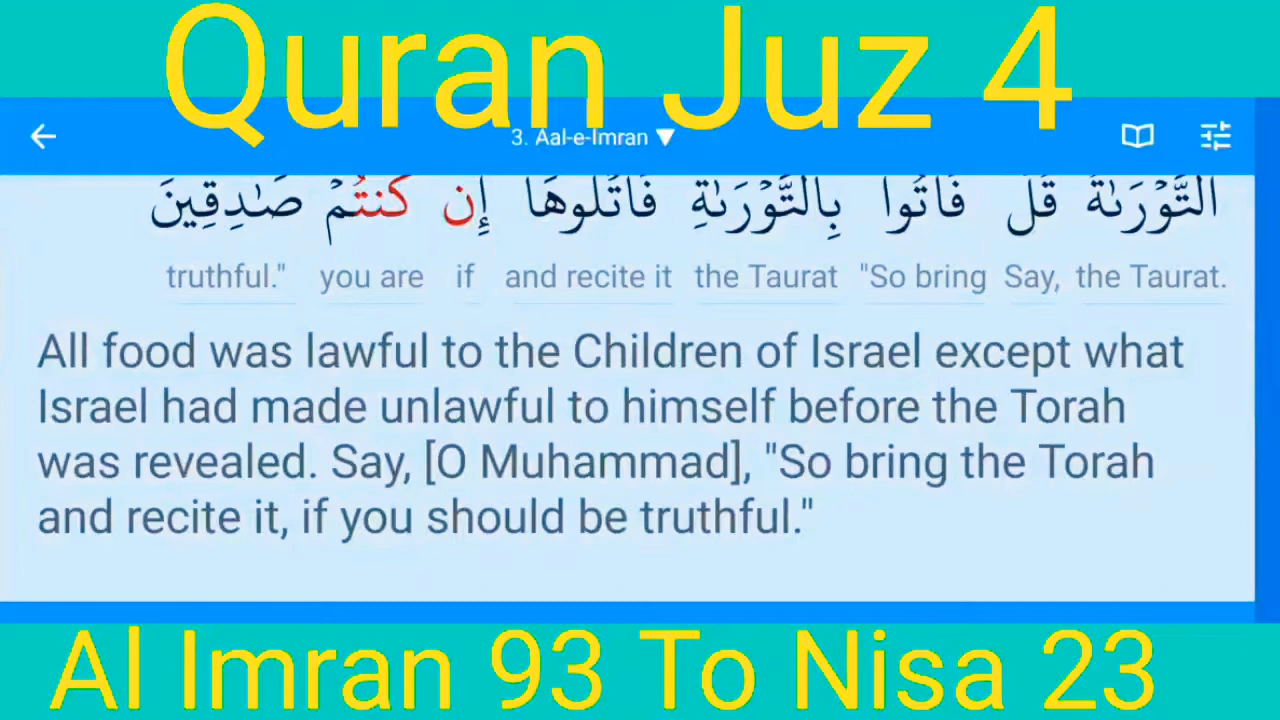 Quran Juz 4
3. Aal-e-Imran
التَّوْرَىٰةُ قُلْ فَأْتُوا بِالتَّوْرَىٰةِ فَاتْلُوهَا إِن كُنتُمْ صَـٰدِقِينَ
truthful." you are if and recite it the Taurat "So bring Say, the Taurat.
All food was lawful to the Children of Israel except what
Israel had made unlawful to himself before the Torah
was revealed. Say, [O Muhammad], "So bring the Torah
and recite it, if you should be truthful."
Al Imran 93 To Nisa 23